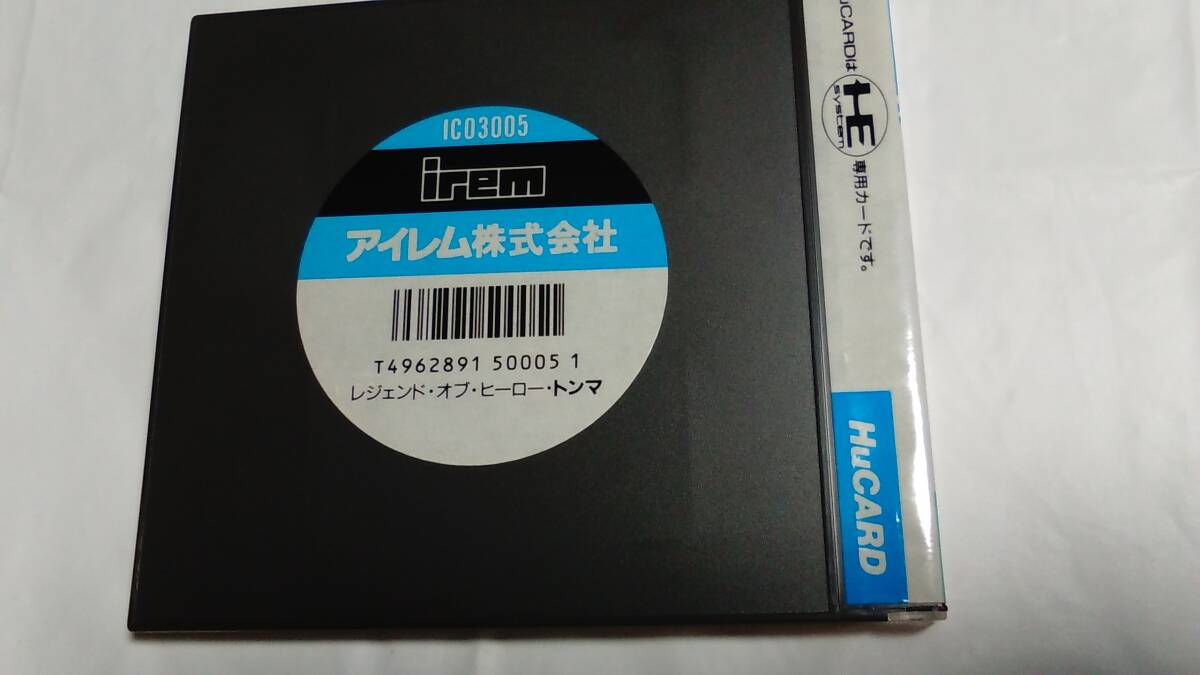 IC03005
irem
アイレム株式会社
T4962891 50005 1
レジェンド・オブ・ヒーロー・トンマ
CARDは
HE
system
専用カードです。
HuCARD